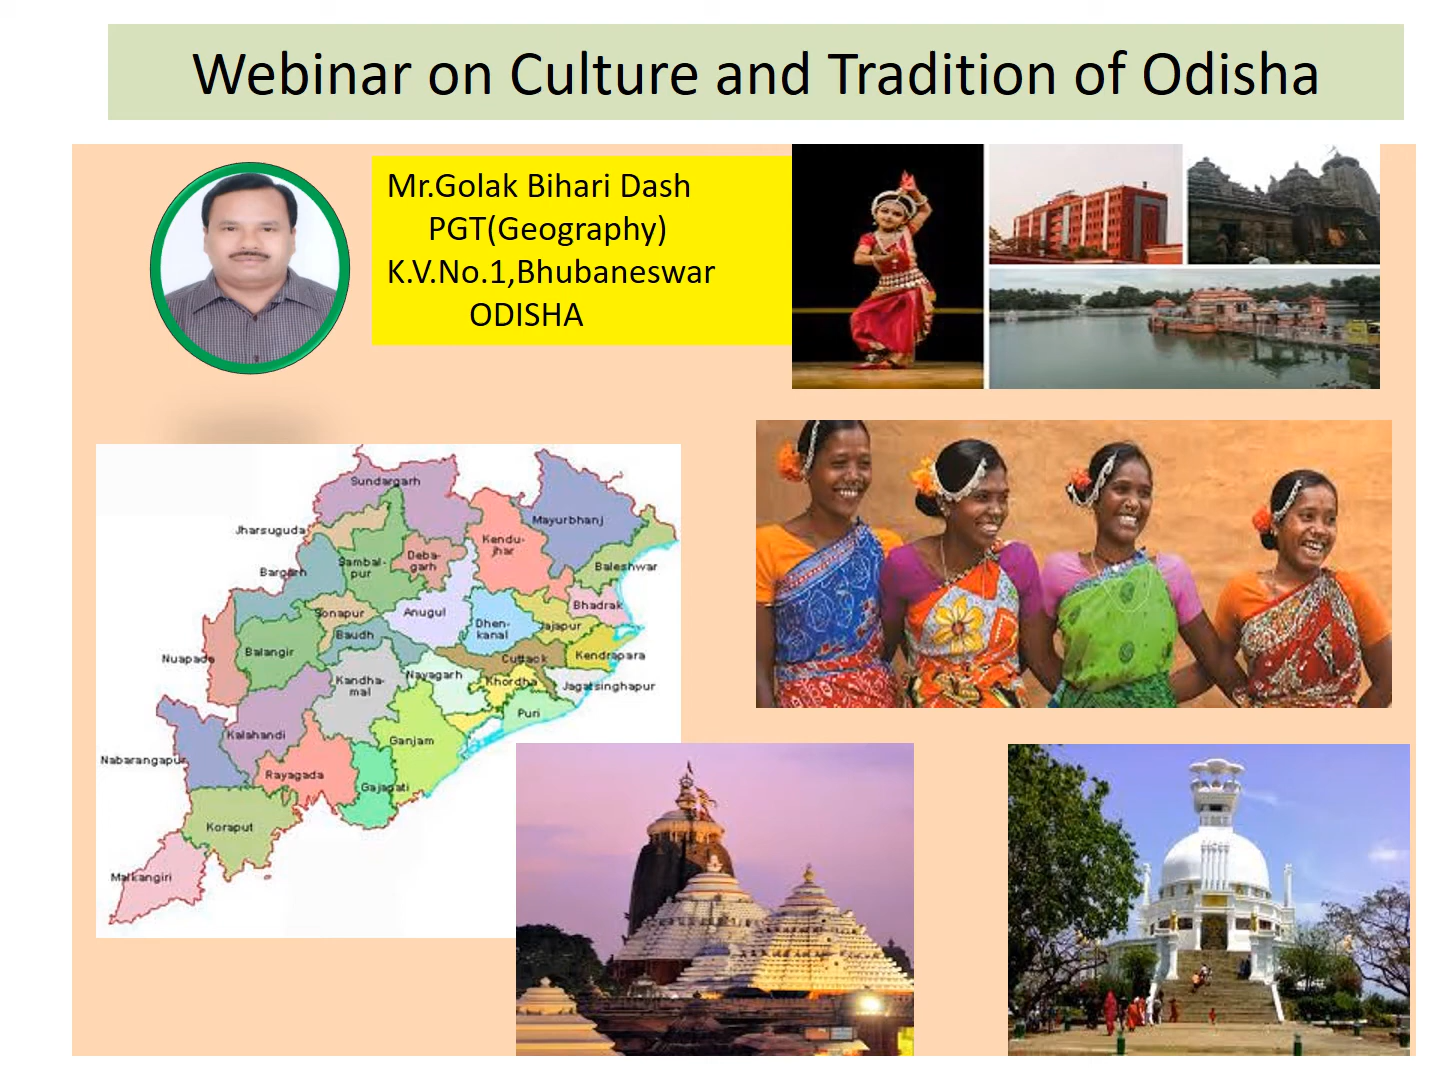 Webinar on Culture and Tradition of Odisha
Mr.Golak Bihari Dash
PGT(Geography)
K.V.No.1,Bhubaneswar
ODISHA
Sundargarh
Jharsuguda
Mayurbhanj
Kendu-
jhar
Deba-
garh
Sambal-
pur
Bargarh
Baleshwar
Bhadrak
Sonapur
Anugul
Dhen-
kanal
Jajapur
Baudh
Balangir
Nuapada
Cuttack
Kendrapara
Kandha-
mal
Nayagarh
Khordha
Jagatsinghapur
Puri
Kalahandi
Ganjam
Nabarangapur
Rayagada
Gajapati
Koraput
Malkangiri